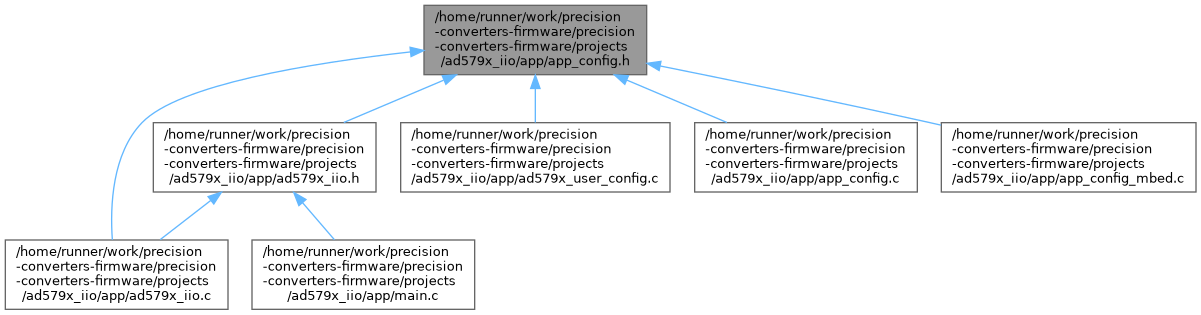 /home/runner/work/precision
-converters-firmware/precision
-converters-firmware/projects
/ad579x_iio/app/app_config.h
/home/runner/work/precision
-converters-firmware/precision
-converters-firmware/projects
/ad579x_iio/app/ad579x_iio.h
/home/runner/work/precision
-converters-firmware/precision
-converters-firmware/projects
/ad579x_iio/app/ad579x_user_config.c
/home/runner/work/precision
-converters-firmware/precision
-converters-firmware/projects
/ad579x_iio/app/app_config.c
/home/runner/work/precision
-converters-firmware/precision
-converters-firmware/projects
/ad579x_iio/app/app_config_mbed.c
/home/runner/work/precision
-converters-firmware/precision
-converters-firmware/projects
/ad579x_iio/app/ad579x_iio.c
/home/runner/work/precision
-converters-firmware/precision
-converters-firmware/projects
/ad579x_iio/app/main.c